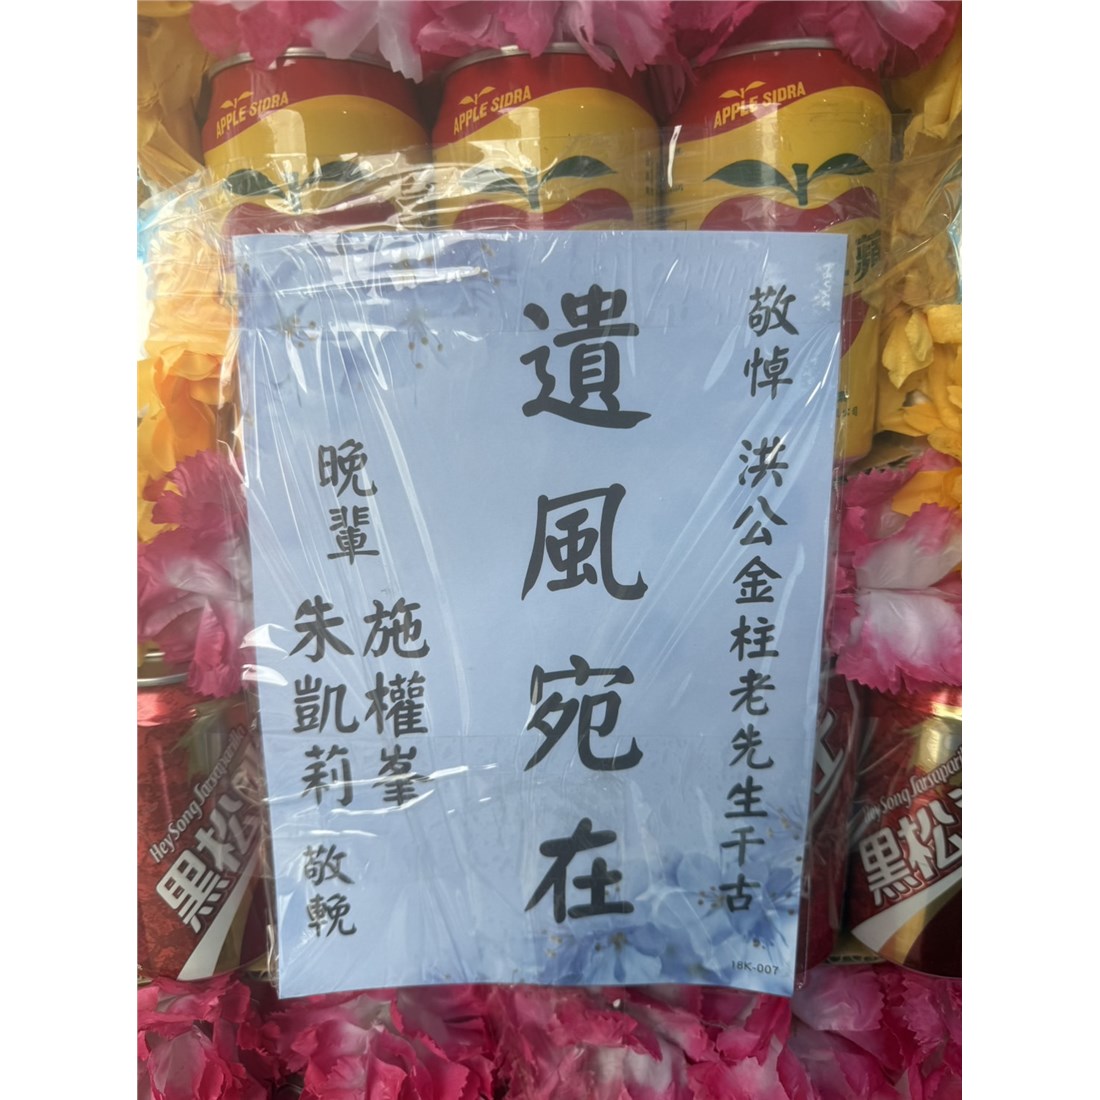 APPLE SIDRA
APPLE SIDRA
APPLE SIDRA
敬悼 洪公金柱老先生千古
遺風宛在
晚輩
施權峯
朱凱莉
敬輓
18K-007
HeySong Sarsaparilla
黑松
Hey Song Sarsaparilla
黑松